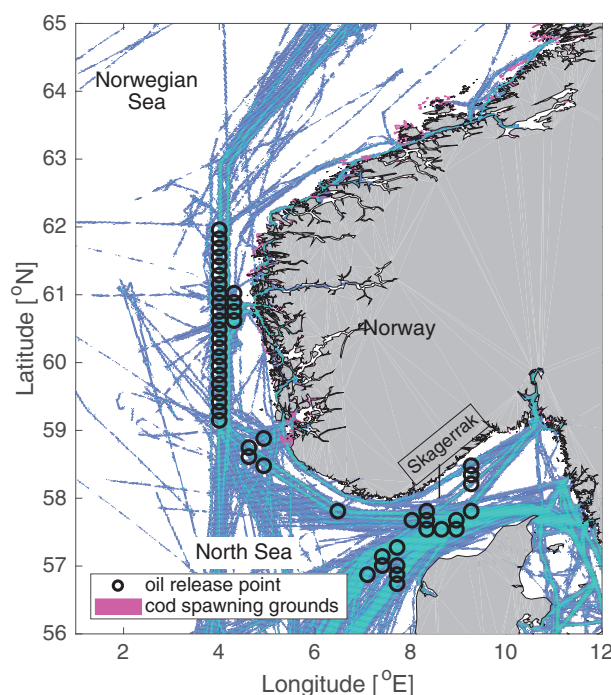 65
64
63
62
61
60
59
58
57
56
Latitude [°N]
Norwegian
Sea
Norway
Skagerrak
North Sea
oil release point
cod spawning grounds
2 4 6 8 10 12
Longitude [°E]